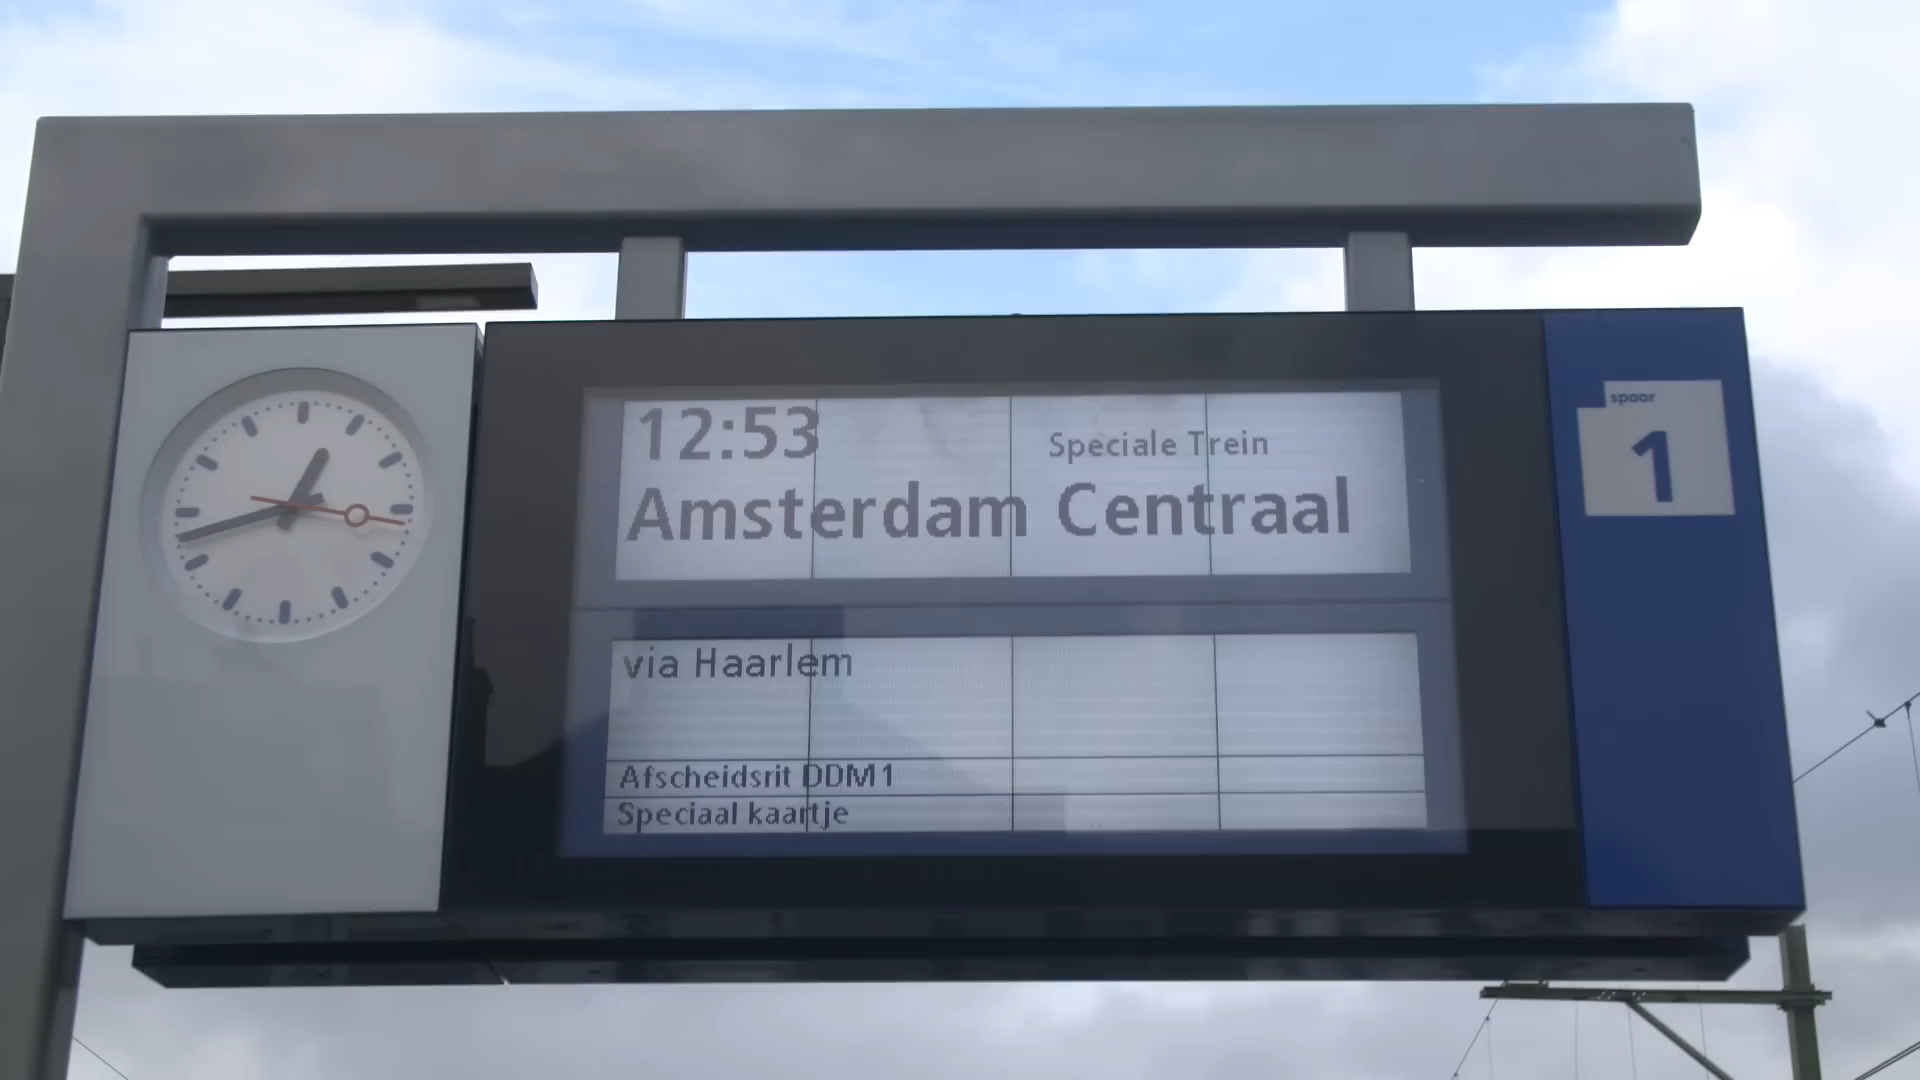 12:53
Speciale Trein
Amsterdam Centraal
via Haarlem
Afscheidsrit DDM1
Speciaal kaartje
spoor
1